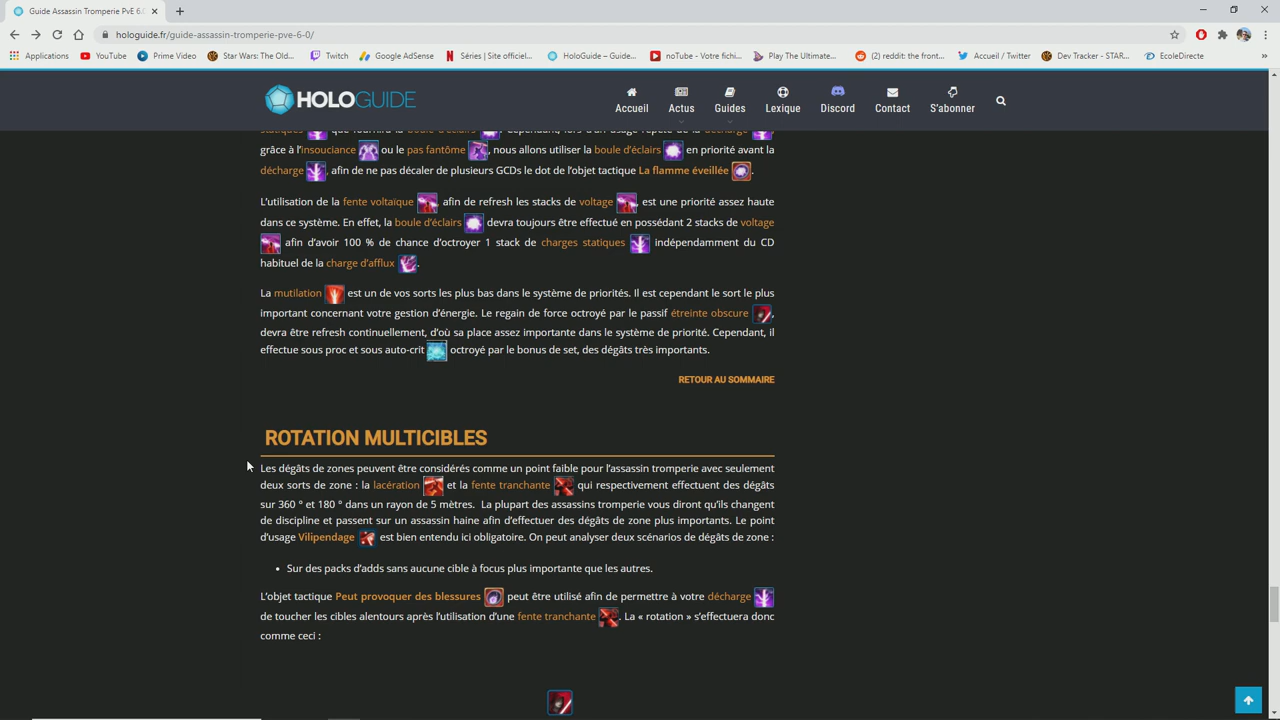 Guide Assassin Tromperie PvE 6.0
hologuide.fr/guide-assassin-tromperie-pve-6-0/
Applications YouTube Prime Video Star Wars: The Old... Twitch Google AdSense Séries | Site officiel... HoloGuide – Guide... noTube - Votre fichi... Play The Ultimate... (2) reddit: the front... Accueil / Twitter Dev Tracker - STAR... EcoleDirecte »
HOLOGUIDE
Accueil Actus Guides Lexique Discord Contact S'abonner
statiques que fournira la boule d'éclairs. Cependant, lors d'un usage répété de la décharge
grâce à l'insouciance ou le pas fantôme, nous allons utiliser la boule d'éclairs en priorité avant la
décharge, afin de ne pas décaler de plusieurs GCDs le dot de l'objet tactique La flamme éveillée.
L'utilisation de la fente voltaïque afin de refresh les stacks de voltage est une priorité assez haute
dans ce système. En effet, la boule d'éclairs devra toujours être effectué en possédant 2 stacks de voltage
afin d'avoir 100 % de chance d'octroyer 1 stack de charges statiques indépendamment du CD
habituel de la charge d'afflux.
La mutilation est un de vos sorts les plus bas dans le système de priorités. Il est cependant le sort le plus
important concernant votre gestion d'énergie. Le regain de force octroyé par le passif étreinte obscure,
devra être refresh continuellement, d'où sa place assez importante dans le système de priorité. Cependant, il
effectue sous proc et sous auto-crit octroyé par le bonus de set, des dégâts très importants.
RETOUR AU SOMMAIRE
ROTATION MULTICIBLES
Les dégâts de zones peuvent être considérés comme un point faible pour l'assassin tromperie avec seulement
deux sorts de zone : la lacération et la fente tranchante qui respectivement effectuent des dégâts
sur 360 ° et 180 ° dans un rayon de 5 mètres. La plupart des assassins tromperie vous diront qu'ils changent
de discipline et passent sur un assassin haine afin d'effectuer des dégâts de zone plus importants. Le point
d'usage Vilipendage est bien entendu ici obligatoire. On peut analyser deux scénarios de dégâts de zone :
• Sur des packs d'adds sans aucune cible à focus plus importante que les autres.
L'objet tactique Peut provoquer des blessures peut être utilisé afin de permettre à votre décharge
de toucher les cibles alentours après l'utilisation d'une fente tranchante. La « rotation » s'effectuera donc
comme ceci :